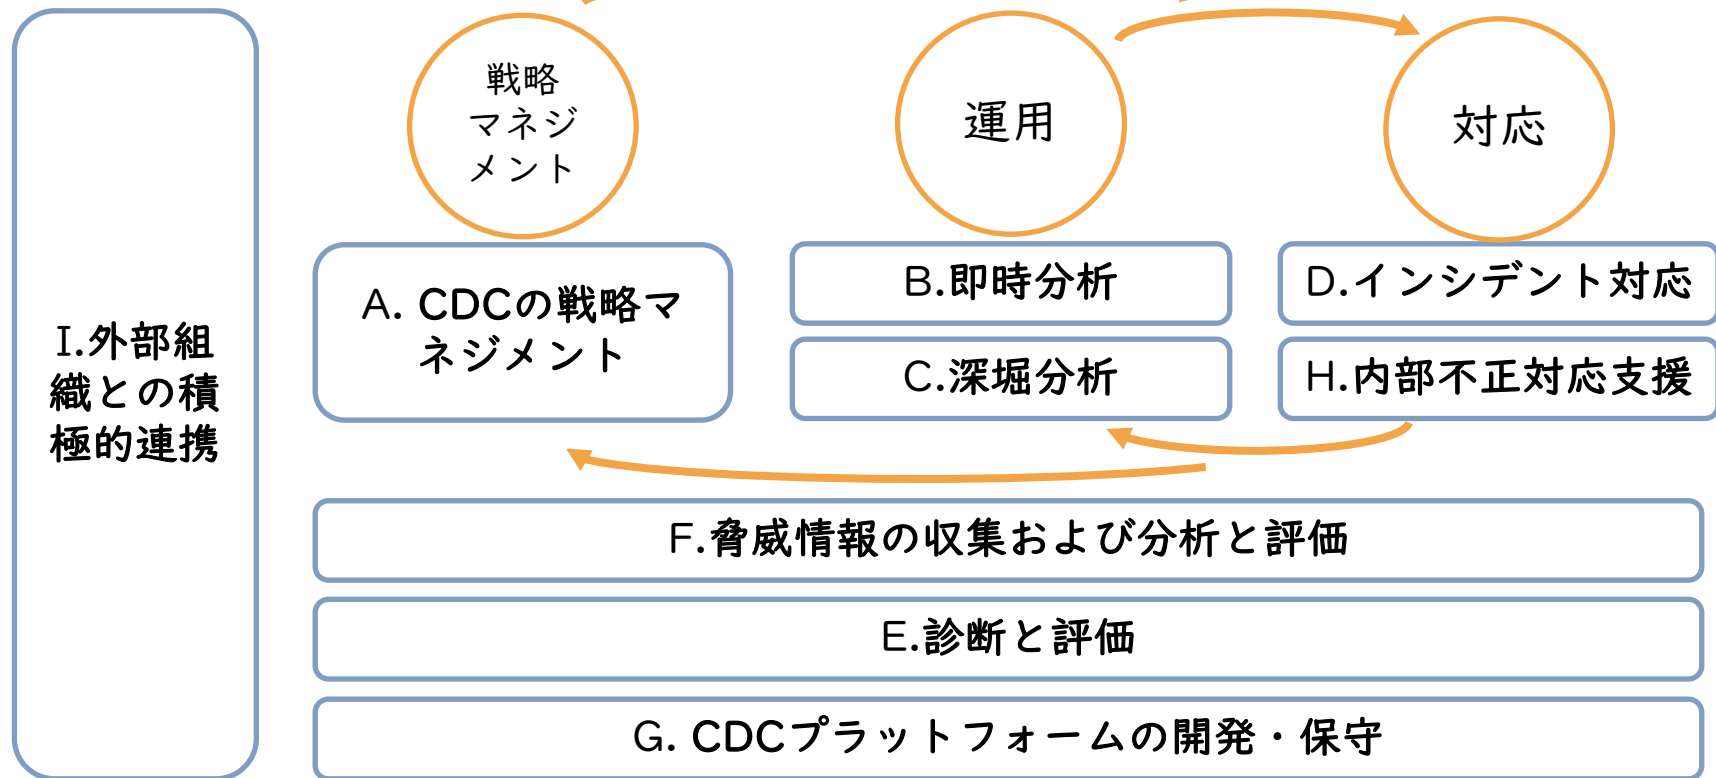 戦略
マネジ
メント
運用
対応
A. CDCの戦略マ
ネジメント
B.即時分析
C.深堀分析
D.インシデント対応
H.内部不正対応支援
I.外部組
織との積
極的連携
F.脅威情報の収集および分析と評価
E.診断と評価
G. CDCプラットフォームの開発・保守